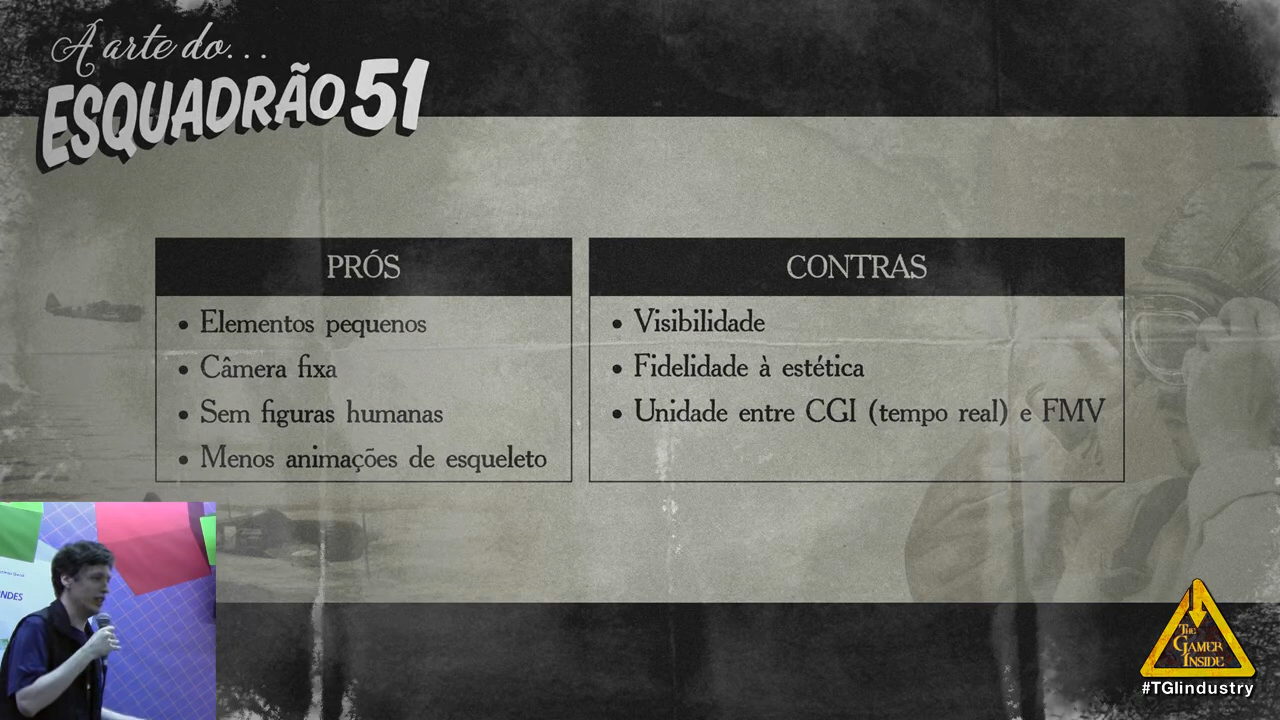 A arte do...
ESQUADRÃO 51
PRÓS
• Elementos pequenos
• Câmera fixa
• Sem figuras humanas
• Menos animações de esqueleto
CONTRAS
• Visibilidade
• Fidelidade à estética
• Unidade entre CGI (tempo real) e FMV
NDES
THE
GAMER
INSIDE
#TGIindustry